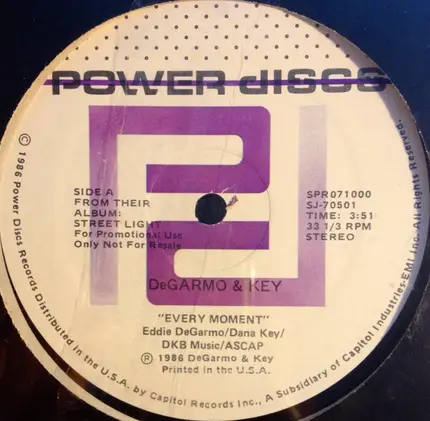 POWER discs
SIDE A
FROM THEIR
ALBUM:
STREET LIGHT
For Promotional Use
Only Not For Resale
SPR071000
SJ-70501
TIME: 3:51
33 1/3 RPM
STEREO
DeGARMO & KEY
"EVERY MOMENT"
Eddie DeGarmo/Dana Key/
DKB Music/ASCAP
℗ 1986 DeGarmo & Key
Printed in the U.S.A.
© 1986 Power Discs Records Distributed in the U.S.A. by Capitol Records Inc., A Subsidiary of Capitol Industries-EMI, Inc. All Rights Reserved.